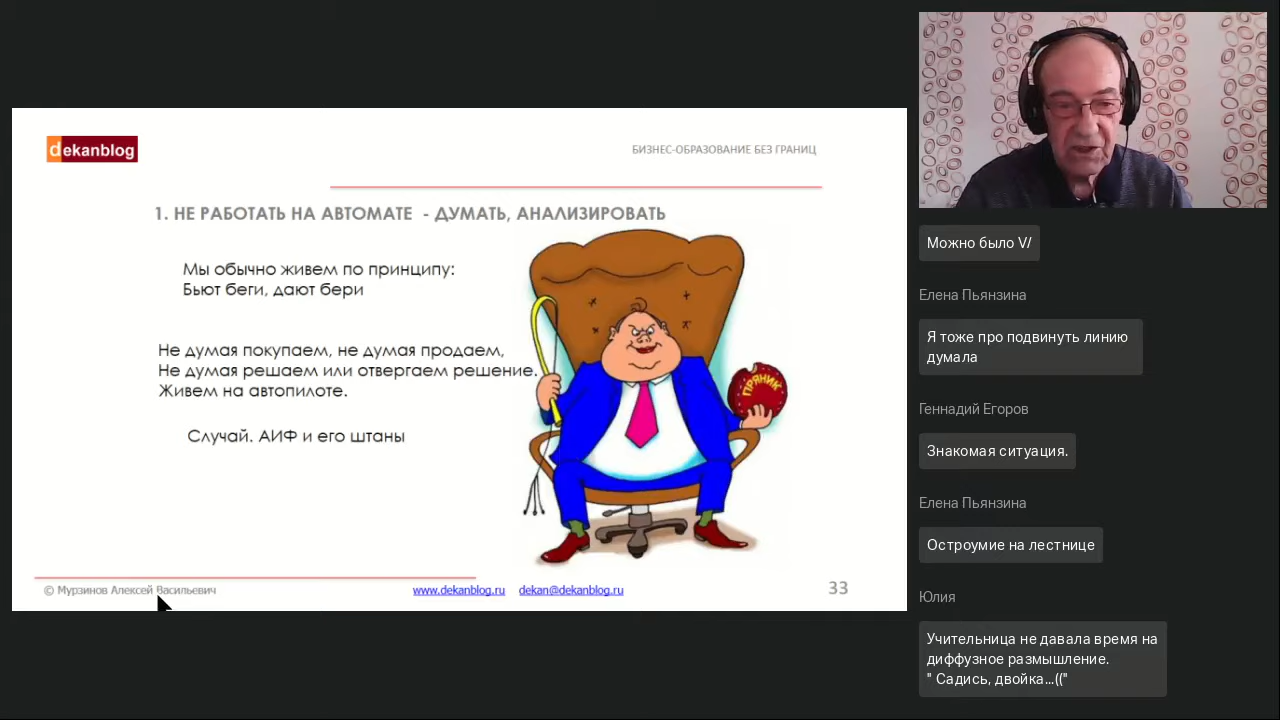 dekanblog
БИЗНЕС-ОБРАЗОВАНИЕ БЕЗ ГРАНИЦ
1. НЕ РАБОТАТЬ НА АВТОМАТЕ - ДУМАТЬ, АНАЛИЗИРОВАТЬ
Мы обычно живем по принципу:
Бьют беги, дают бери
Не думая покупаем, не думая продаем,
Не думая решаем или отвергаем решение.
Живем на автопилоте.
Случай. АИФ и его штаны
ПРЯНИК
© Мурзинов Алексей Васильевич
www.dekanblog.ru dekan@dekanblog.ru
33
Можно было V/
Елена Пьянзина
Я тоже про подвинуть линию
думала
Геннадий Егоров
Знакомая ситуация.
Елена Пьянзина
Остроумие на лестнице
Юлия
Учительница не давала время на
диффузное размышление.
" Садись, двойка...(("